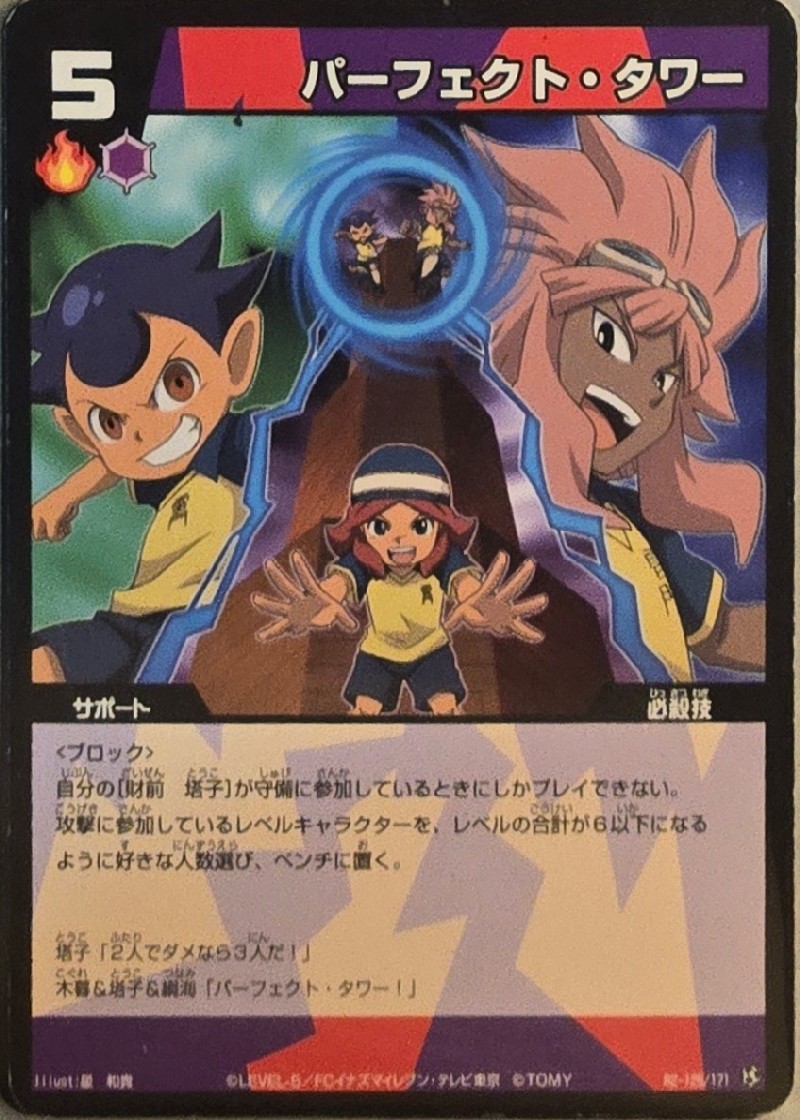 5
パーフェクト・タワー
サポート
必殺技
<ブロック>
自分の[財前 塔子]が守備に参加しているときにしかプレイできない。
攻撃に参加しているレベルキャラクターを、レベルの合計が6以下になる
ように好きな人数選び、ベンチに置く。
塔子「2人でダメなら3人だ!」
木暮&塔子&綱海「パーフェクト・タワー!」
Illust:星 和貴
©LEVEL-5/FCイナズマイレブン・テレビ東京 ©TOMY
/171